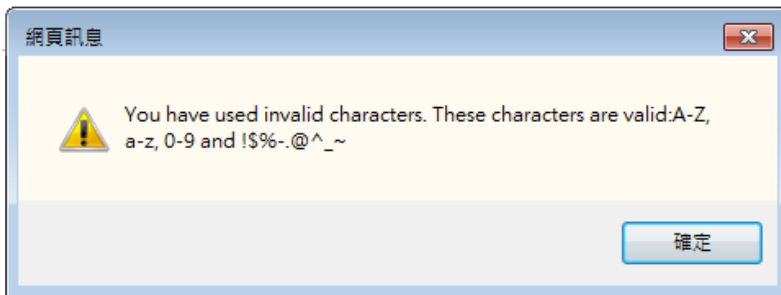 網頁訊息
You have used invalid characters. These characters are valid:A-Z,
a-z, 0-9 and !$%-.@^_~
確定